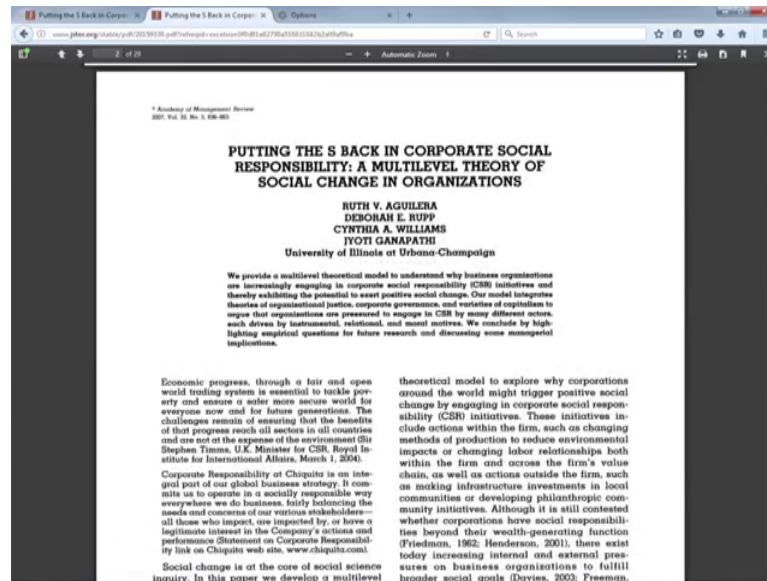 Putting the S Back in Corpor
Putting the S Back in Corpor
Options
Search
2 of 29
Automatic Zoom
Academy of Management Review
2007, Vol. 32, No. 3, 836–863.
PUTTING THE S BACK IN CORPORATE SOCIAL
RESPONSIBILITY: A MULTILEVEL THEORY OF
SOCIAL CHANGE IN ORGANIZATIONS
RUTH V. AGUILERA
DEBORAH E. RUPP
CYNTHIA A. WILLIAMS
JYOTI GANAPATHI
University of Illinois at Urbana-Champaign
We provide a multilevel theoretical model to understand why business organizations
are increasingly engaging in corporate social responsibility (CSR) initiatives and
thereby exhibiting the potential to exert positive social change. Our model integrates
theories of organizational justice, corporate governance, and varieties of capitalism to
argue that organizations are pressured to engage in CSR by many different actors,
each driven by instrumental, relational, and moral motives. We conclude by high-
lighting empirical questions for future research and discussing some managerial
implications.
Economic progress, through a fair and open
world trading system is essential to tackle pov-
erty and ensure a safer more secure world for
everyone now and for future generations. The
challenges remain of ensuring that the benefits
of that progress reach all sectors in all countries
and are not at the expense of the environment (Sir
Stephen Timms, U.K. Minister for CSR, Royal In-
stitute for International Affairs, March 1, 2004).
Corporate Responsibility at Chiquita is an inte-
gral part of our global business strategy. It com-
mits us to operate in a socially responsible way
everywhere we do business, fairly balancing the
needs and concerns of our various stakeholders—
all those who impact, are impacted by, or have a
legitimate interest in the Company's actions and
performance (Statement on Corporate Responsibil-
ity link on Chiquita web site, www.chiquita.com).
Social change is at the core of social science
inquiry. In this paper we develop a multilevel
theoretical model to explore why corporations
around the world might trigger positive social
change by engaging in corporate social respon-
sibility (CSR) initiatives. These initiatives in-
clude actions within the firm, such as changing
methods of production to reduce environmental
impacts or changing labor relationships both
within the firm and across the firm's value
chain, as well as actions outside the firm, such
as making infrastructure investments in local
communities or developing philanthropic com-
munity initiatives. Although it is still contested
whether corporations have social responsibili-
ties beyond their wealth-generating function
(Friedman, 1962; Henderson, 2001), there exist
today increasing internal and external pres-
sures on business organizations to fulfill
broader social goals (Davies, 2003; Freeman,